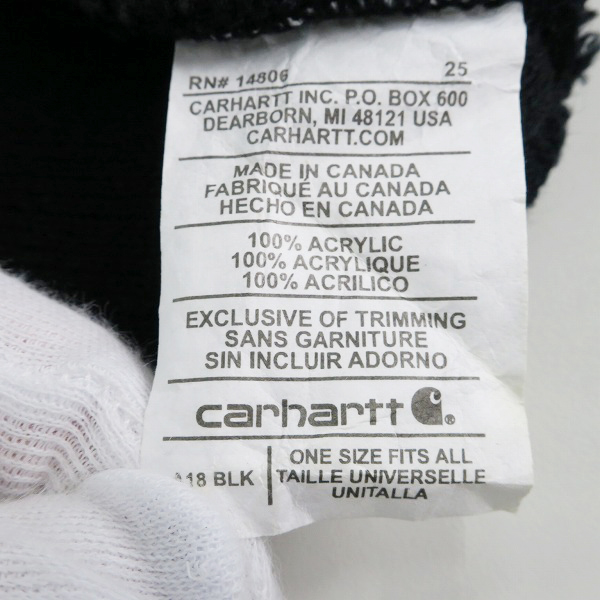 RN# 14806 25
CARHARTT INC. P.O. BOX 600
DEARBORN, MI 48121 USA
CARHARTT.COM
MADE IN CANADA
FABRIQUÉ AU CANADA
HECHO EN CANADA
100% ACRYLIC
100% ACRYLIQUE
100% ACRILICO
EXCLUSIVE OF TRIMMING
SANS GARNITURE
SIN INCLUIR ADORNO
carhartt
A18 BLK
ONE SIZE FITS ALL
TAILLE UNIVERSELLE
UNITALLA